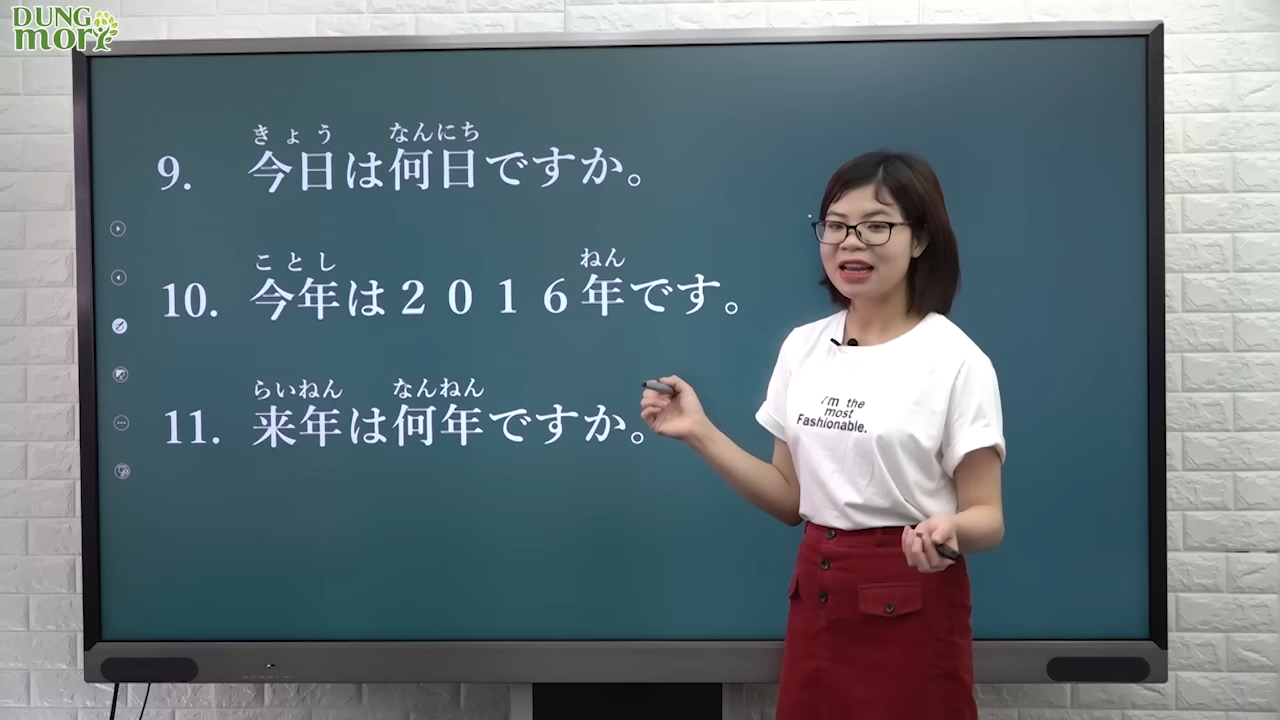 DUNG
mori
きょう なんにち
9. 今日は何日ですか。
ことし ねん
10. 今年は２０１６年です。
らいねん なんねん
11. 来年は何年ですか。
I'm the
most
Fashionable.